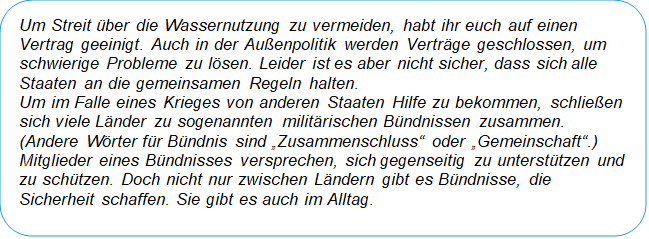 Um Streit über die Wassernutzung zu vermeiden, habt ihr euch auf einen
Vertrag geeinigt. Auch in der Außenpolitik werden Verträge geschlossen, um
schwierige Probleme zu lösen. Leider ist es aber nicht sicher, dass sich alle
Staaten an die gemeinsamen Regeln halten.
Um im Falle eines Krieges von anderen Staaten Hilfe zu bekommen, schließen
sich viele Länder zu sogenannten militärischen Bündnissen zusammen.
(Andere Wörter für Bündnis sind „Zusammenschluss“ oder „Gemeinschaft“.)
Mitglieder eines Bündnisses versprechen, sich gegenseitig zu unterstützen und
zu schützen. Doch nicht nur zwischen Ländern gibt es Bündnisse, die
Sicherheit schaffen. Sie gibt es auch im Alltag.